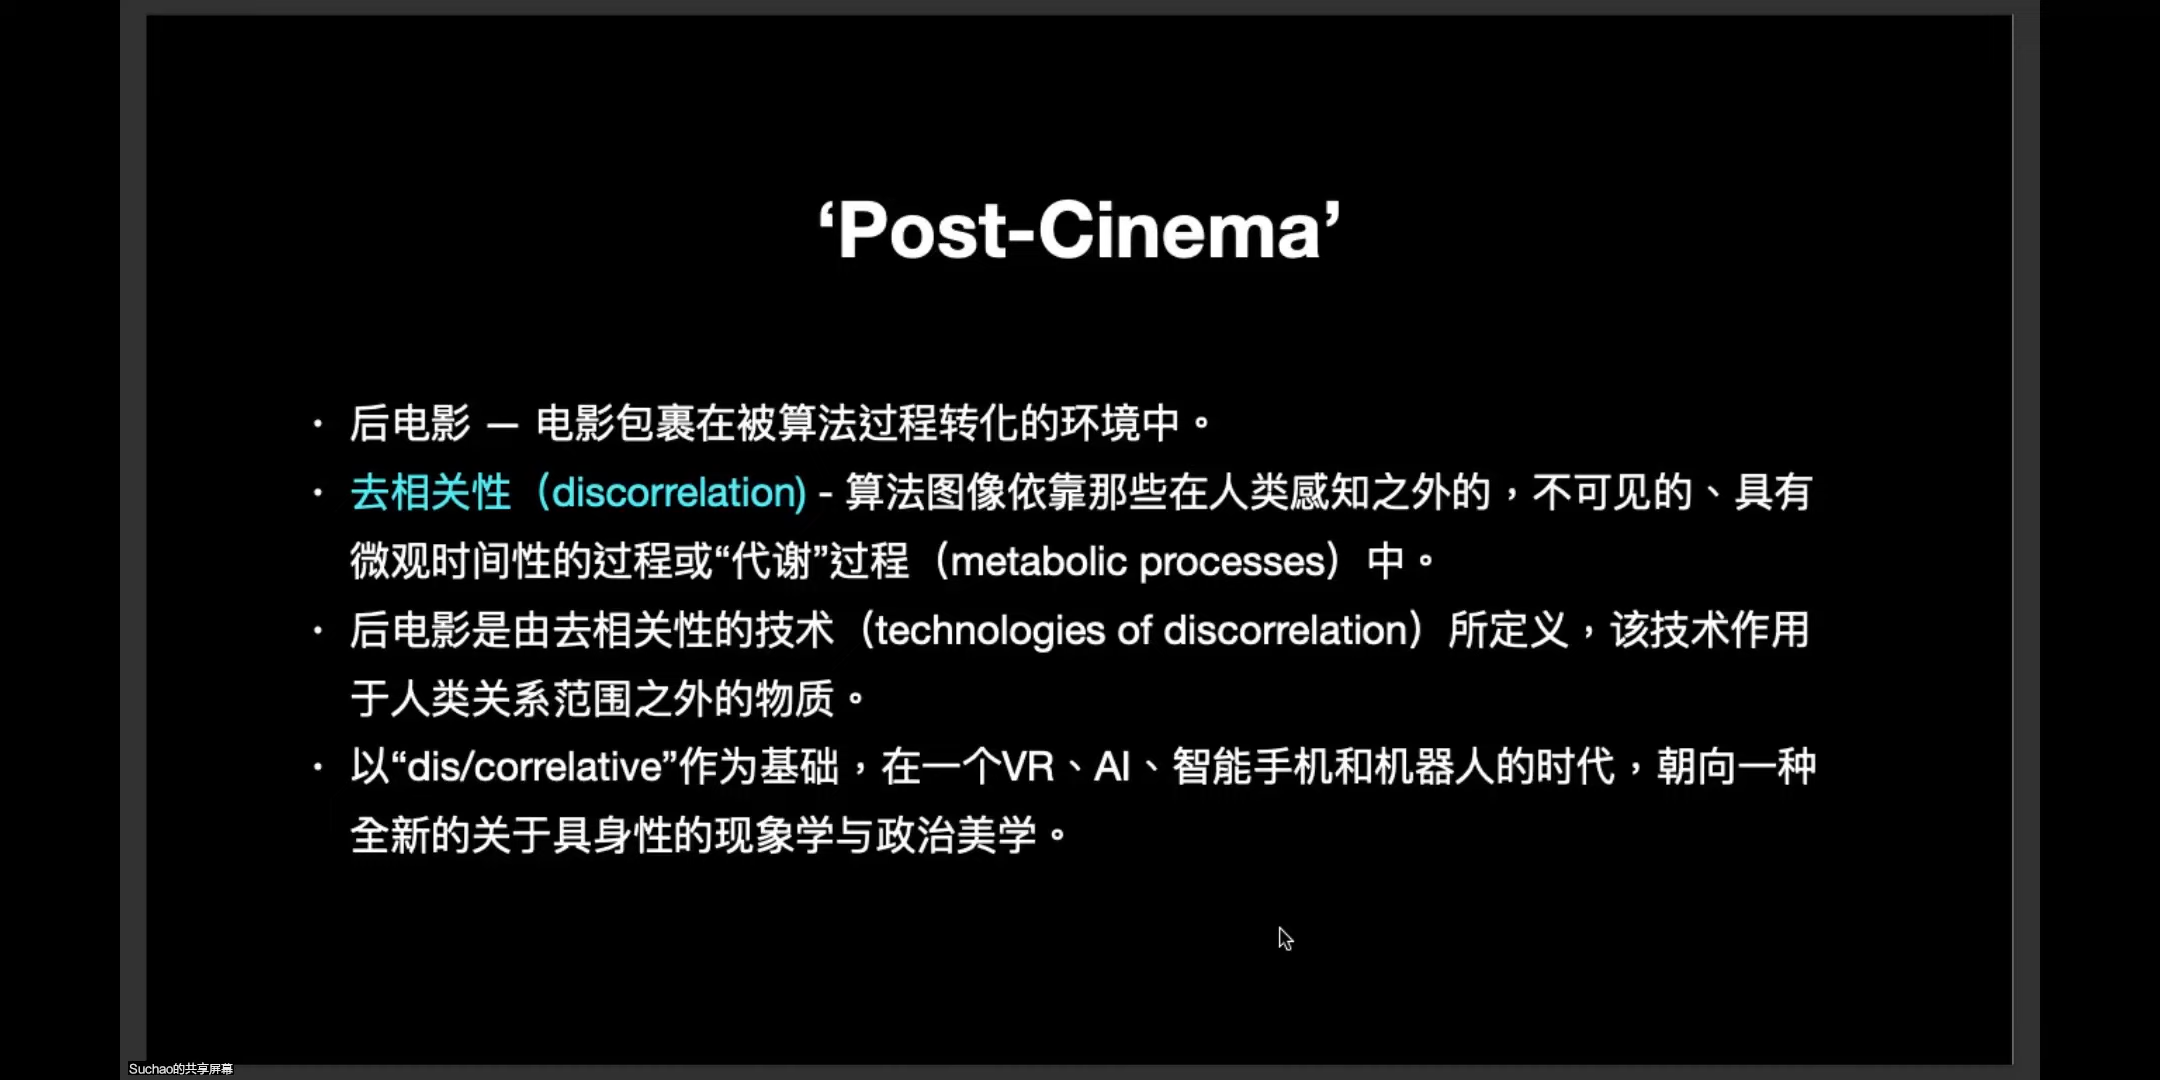 ‘Post-Cinema’
• 后电影 — 电影包裹在被算法过程转化的环境中。
• 去相关性（discorrelation) - 算法图像依靠那些在人类感知之外的，不可见的、具有
微观时间性的过程或“代谢”过程（metabolic processes）中。
• 后电影是由去相关性的技术（technologies of discorrelation）所定义，该技术作用
于人类关系范围之外的物质。
• 以“dis/correlative”作为基础，在一个VR、AI、智能手机和机器人的时代，朝向一种
全新的关于具身性的现象学与政治美学。
Suchao的共享屏幕